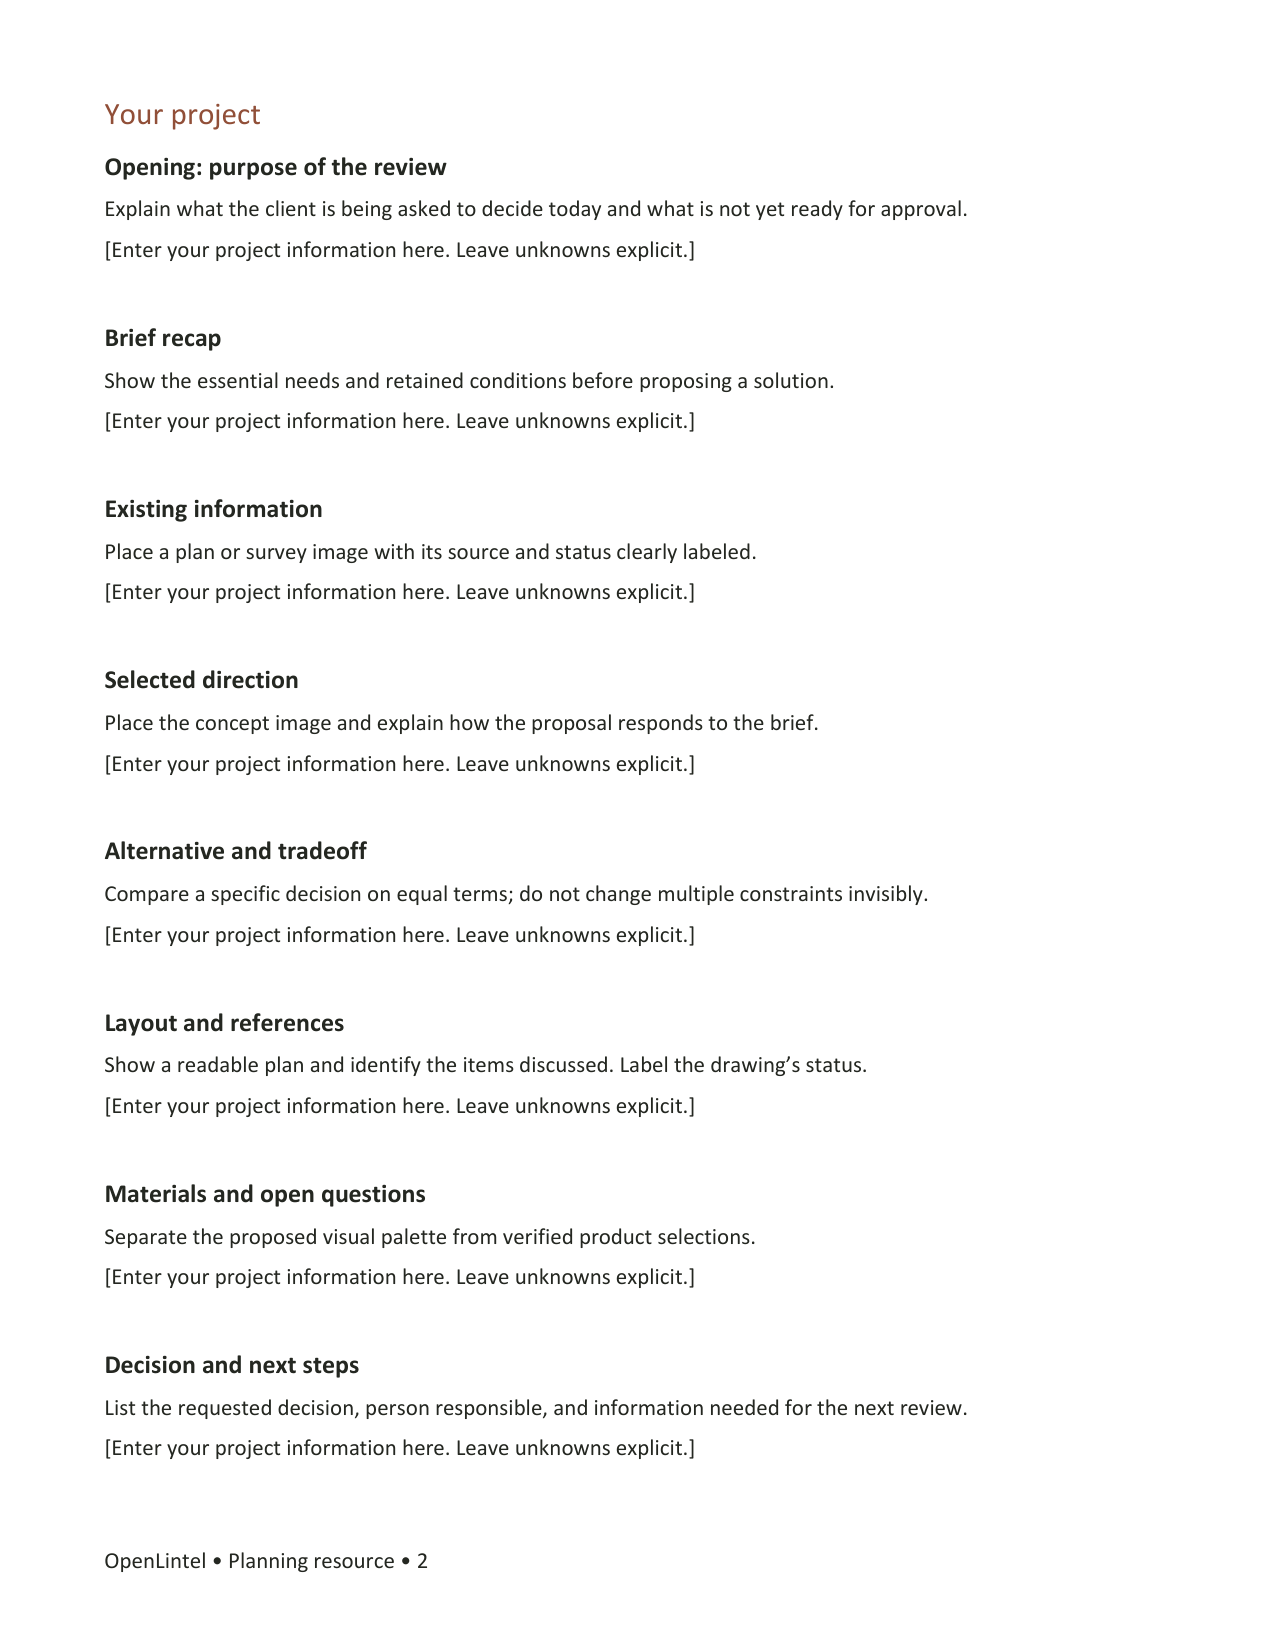 Your project
Opening: purpose of the review
Explain what the client is being asked to decide today and what is not yet ready for approval.
[Enter your project information here. Leave unknowns explicit.]
Brief recap
Show the essential needs and retained conditions before proposing a solution.
[Enter your project information here. Leave unknowns explicit.]
Existing information
Place a plan or survey image with its source and status clearly labeled.
[Enter your project information here. Leave unknowns explicit.]
Selected direction
Place the concept image and explain how the proposal responds to the brief.
[Enter your project information here. Leave unknowns explicit.]
Alternative and tradeoff
Compare a specific decision on equal terms; do not change multiple constraints invisibly.
[Enter your project information here. Leave unknowns explicit.]
Layout and references
Show a readable plan and identify the items discussed. Label the drawing’s status.
[Enter your project information here. Leave unknowns explicit.]
Materials and open questions
Separate the proposed visual palette from verified product selections.
[Enter your project information here. Leave unknowns explicit.]
Decision and next steps
List the requested decision, person responsible, and information needed for the next review.
[Enter your project information here. Leave unknowns explicit.]
OpenLintel • Planning resource • 2